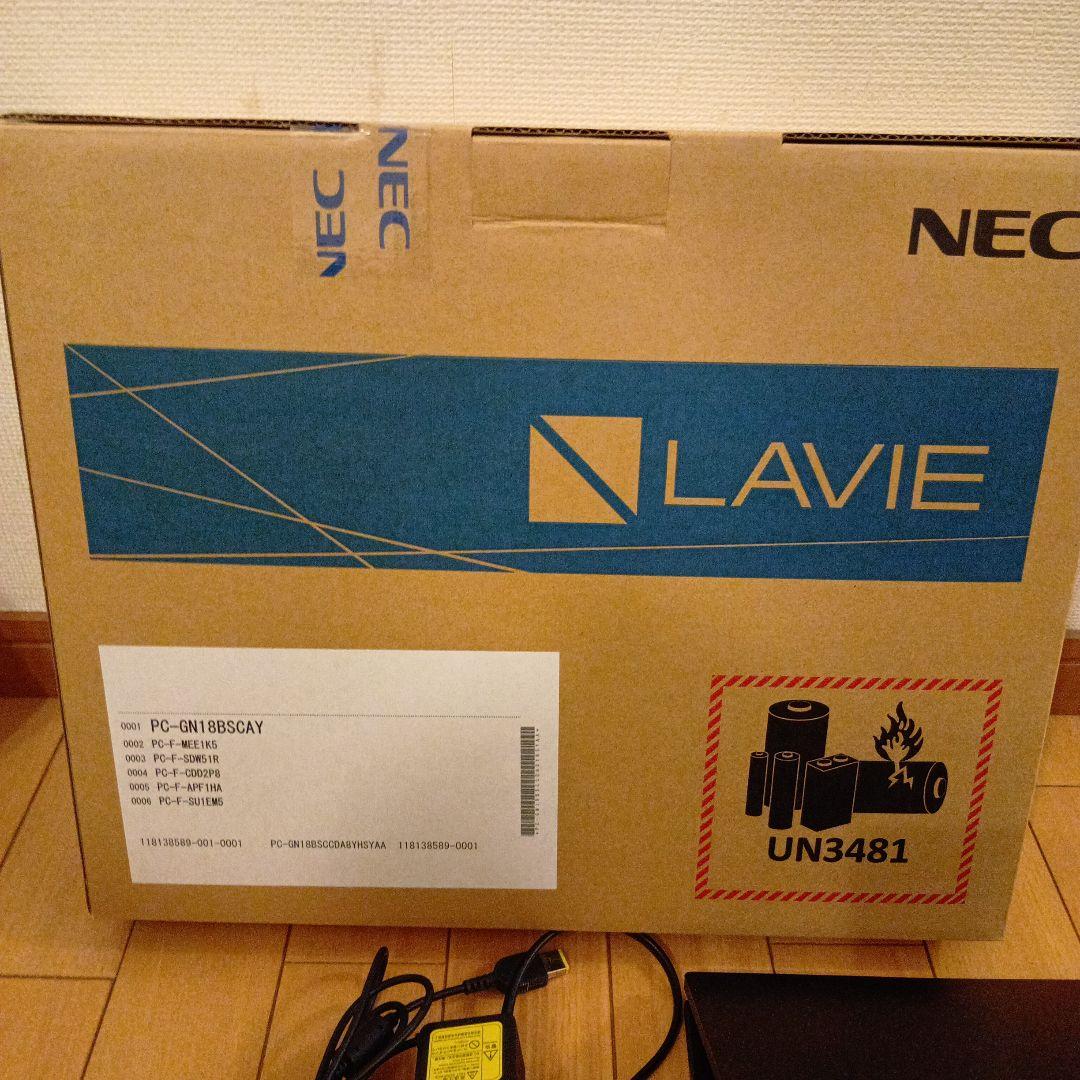 NEC
NEC
NEC
LAVIE
0001 PC-GN18BSCAY
0002 PC-F-MEE1K5
0003 PC-F-SDW51R
0004 PC-F-CDD2P8
0005 PC-F-APF1HA
0006 PC-F-SU1EM5
118138589-001-0001 PC-GN18BSCCDA8YHSYAA 118138589-0001
UN3481